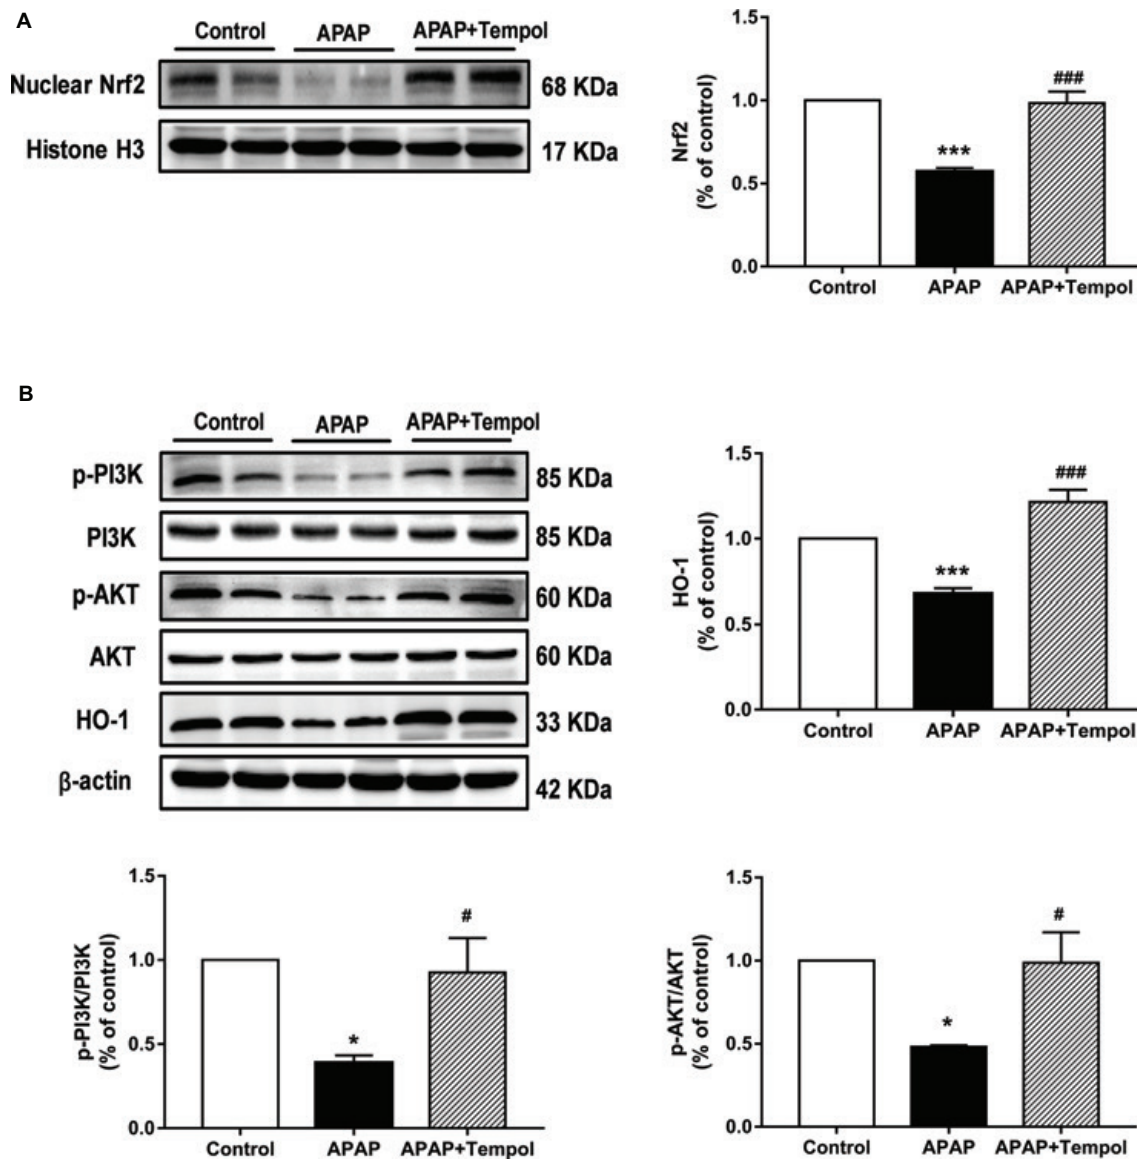 A
Control APAP APAP+Tempol
Nuclear Nrf2 68 KDa
Histone H3 17 KDa
Nrf2
(% of control)
1.5
***
###
1.0
0.5
0.0
Control APAP APAP+Tempol
B
Control APAP APAP+Tempol
p-PI3K 85 KDa
PI3K 85 KDa
p-AKT 60 KDa
AKT 60 KDa
HO-1 33 KDa
β-actin 42 KDa
HO-1
(% of control)
1.5
***
###
1.0
0.5
0.0
Control APAP APAP+Tempol
p-PI3K/PI3K
(% of control)
1.5
*
#
1.0
0.5
0.0
Control APAP APAP+Tempol
p-AKT/AKT
(% of control)
1.5
*
#
1.0
0.5
0.0
Control APAP APAP+Tempol